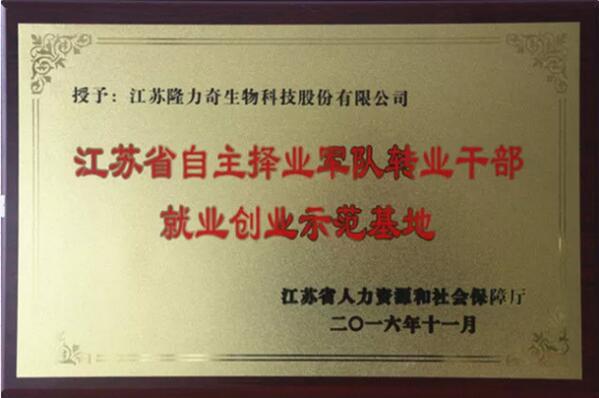 授予：江苏隆力奇生物科技股份有限公司
江苏省自主择业军队转业干部
就业创业示范基地
江苏省人力资源和社会保障厅
二〇一六年十一月